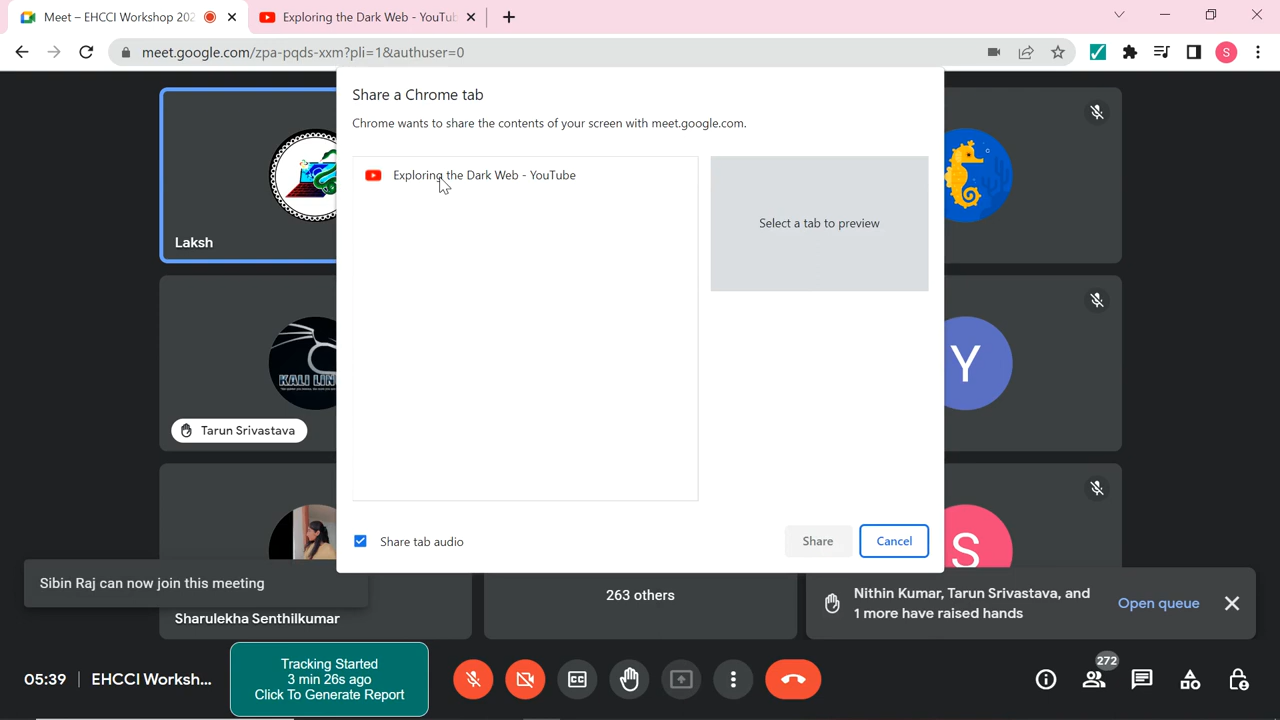 Meet – EHCCI Workshop 202
Exploring the Dark Web - YouTub
meet.google.com/zpa-pqds-xxm?pli=1&authuser=0
S
Share a Chrome tab
Chrome wants to share the contents of your screen with meet.google.com.
Exploring the Dark Web - YouTube
Select a tab to preview
Laksh
KALI LIN
Y
Tarun Srivastava
Share tab audio
Share
Cancel
S
Sibin Raj can now join this meeting
263 others
Nithin Kumar, Tarun Srivastava, and
1 more have raised hands
Open queue
Sharulekha Senthilkumar
05:39
EHCCI Worksh...
Tracking Started
3 min 26s ago
Click To Generate Report
272